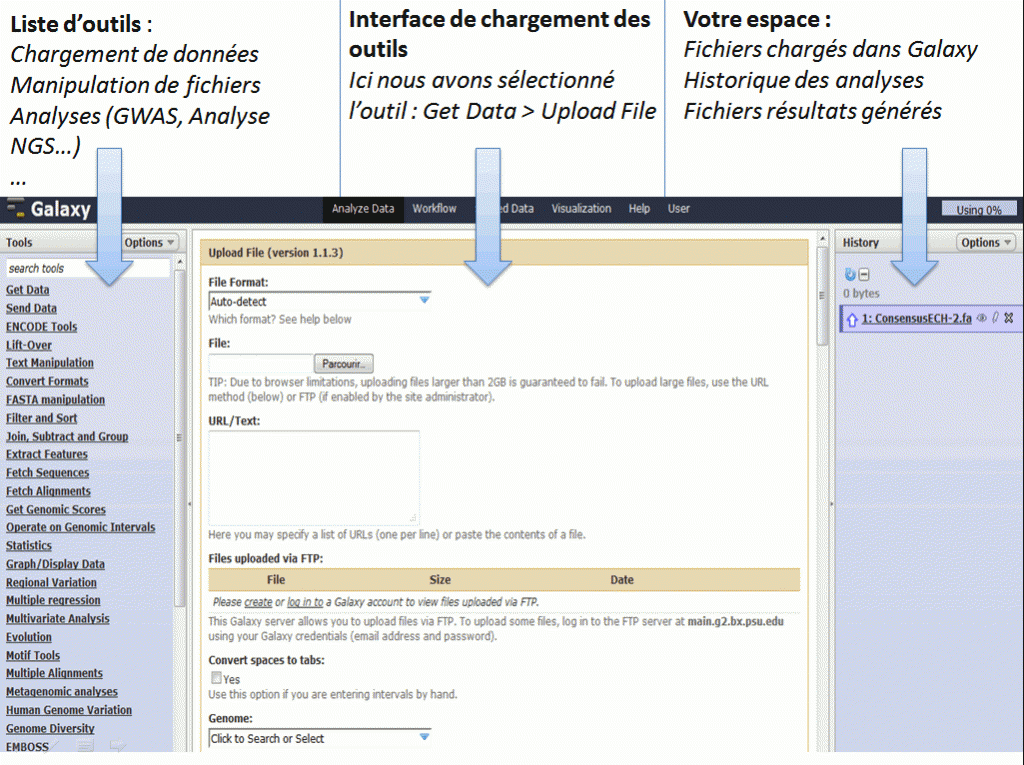 Liste d'outils :
Chargement de données
Manipulation de fichiers
Analyses (GWAS, Analyse
NGS...)
...
Interface de chargement des
outils
Ici nous avons sélectionné
l'outil : Get Data > Upload File
Votre espace :
Fichiers chargés dans Galaxy
Historique des analyses
Fichiers résultats générés
Galaxy
Analyze Data
Workflow
ed Data
Visualization
Help
User
Using 0%
Tools
Options
search tools
Get Data
Send Data
ENCODE Tools
Lift-Over
Text Manipulation
Convert Formats
FASTA manipulation
Filter and Sort
Join, Subtract and Group
Extract Features
Fetch Sequences
Fetch Alignments
Get Genomic Scores
Operate on Genomic Intervals
Statistics
Graph/Display Data
Regional Variation
Multiple regression
Multivariate Analysis
Evolution
Motif Tools
Multiple Alignments
Metagenomic analyses
Human Genome Variation
Genome Diversity
EMBOSS
Upload File (version 1.1.3)
File Format:
Auto-detect
Which format? See help below
File:
Parcourir...
TIP: Due to browser limitations, uploading files larger than 2GB is guaranteed to fail. To upload large files, use the URL
method (below) or FTP (if enabled by the site administrator).
URL/Text:
Here you may specify a list of URLs (one per line) or paste the contents of a file.
Files uploaded via FTP:
File Size Date
Please create or log in to a Galaxy account to view files uploaded via FTP.
This Galaxy server allows you to upload files via FTP. To upload some files, log in to the FTP server at main.g2.bx.psu.edu
using your Galaxy credentials (email address and password).
Convert spaces to tabs:
Yes
Use this option if you are entering intervals by hand.
Genome:
Click to Search or Select
History
Options
0 bytes
1: ConsensusECH-2.fa